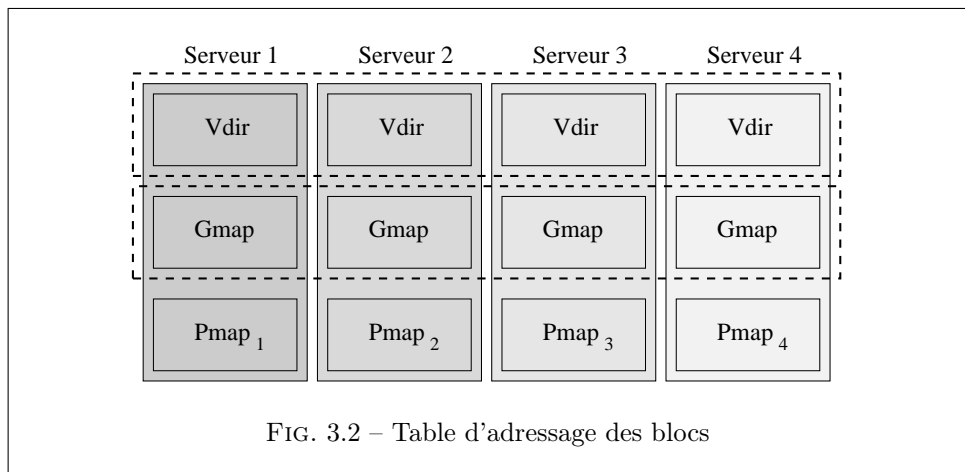 Serveur 1 Serveur 2 Serveur 3 Serveur 4
Vdir Vdir Vdir Vdir
Gmap Gmap Gmap Gmap
Pmap 1 Pmap 2 Pmap 3 Pmap 4
FIG. 3.2 – Table d'adressage des blocs